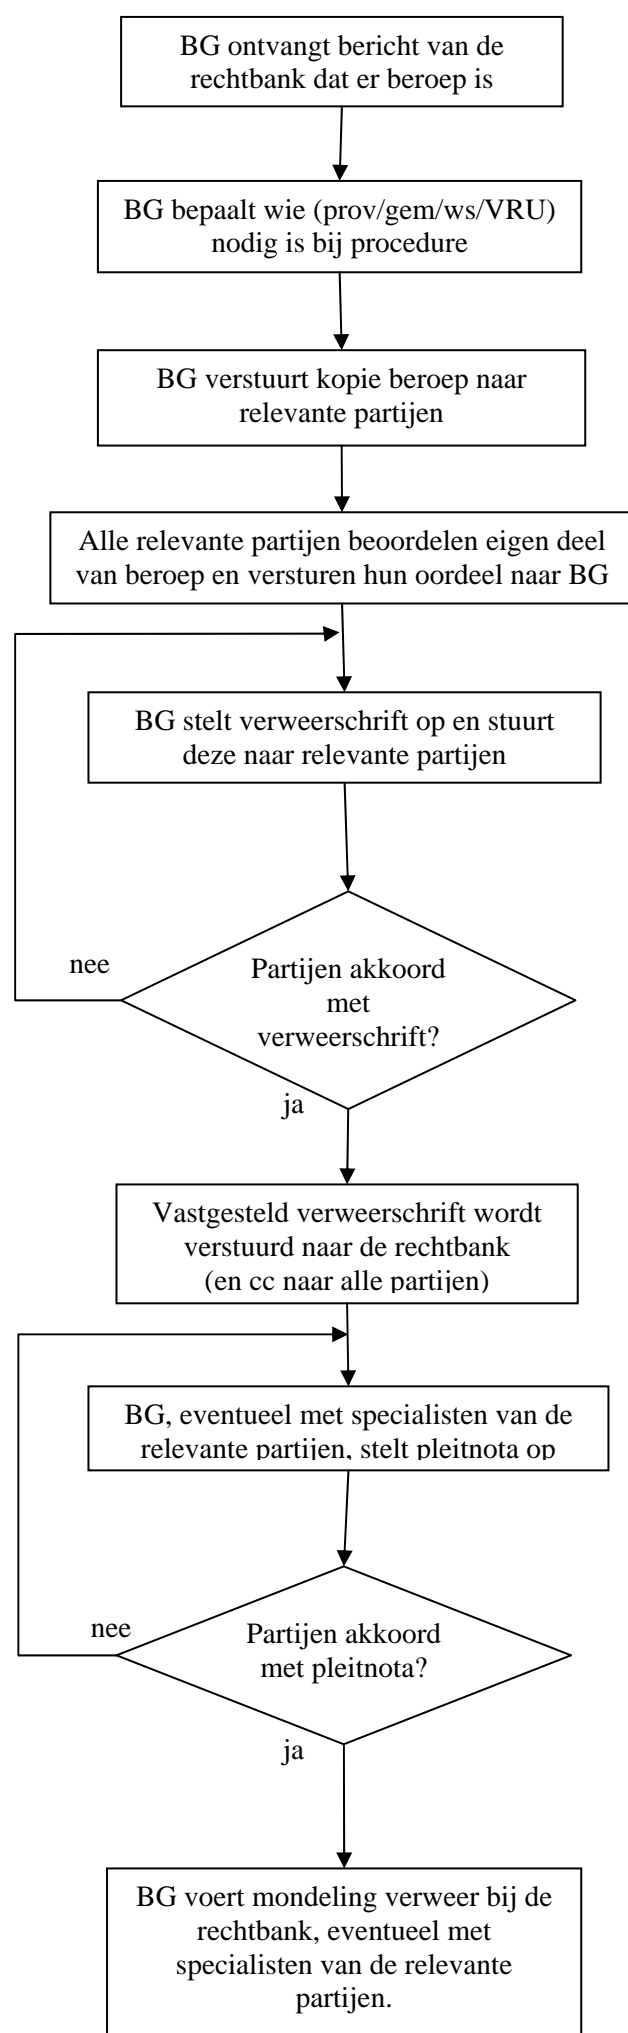 BG ontvangt bericht van de
rechtbank dat er beroep is
BG bepaalt wie (prov/gem/ws/VRU)
nodig is bij procedure
BG verstuurt kopie beroep naar
relevante partijen
Alle relevante partijen beoordelen eigen deel
van beroep en versturen hun oordeel naar BG
BG stelt verweerschrift op en stuurt
deze naar relevante partijen
nee
Partijen akkoord
met
verweerschrift?
ja
Vastgesteld verweerschrift wordt
verstuurd naar de rechtbank
(en cc naar alle partijen)
BG, eventueel met specialisten van de
relevante partijen, stelt pleitnota op
nee
Partijen akkoord
met pleitnota?
ja
BG voert mondeling verweer bij de
rechtbank, eventueel met
specialisten van de relevante
partijen.